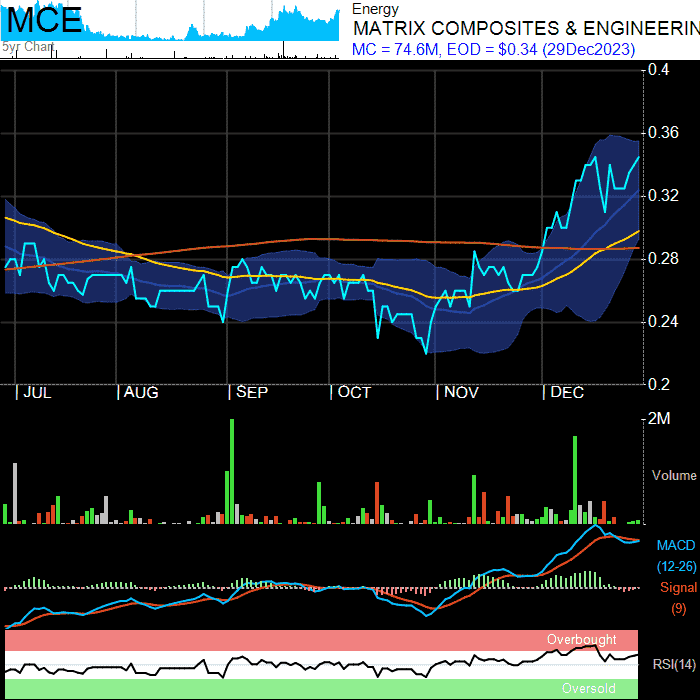 MCE
5yr Chart
Energy
MATRIX COMPOSITES & ENGINEERIN
MC = 74.6M, EOD = $0.34 (29Dec2023)
0.4
0.36
0.32
0.28
0.24
0.2
JUL AUG SEP OCT NOV DEC
2M
Volume
MACD
(12-26)
Signal
(9)
Overbought
RSI(14)
Oversold